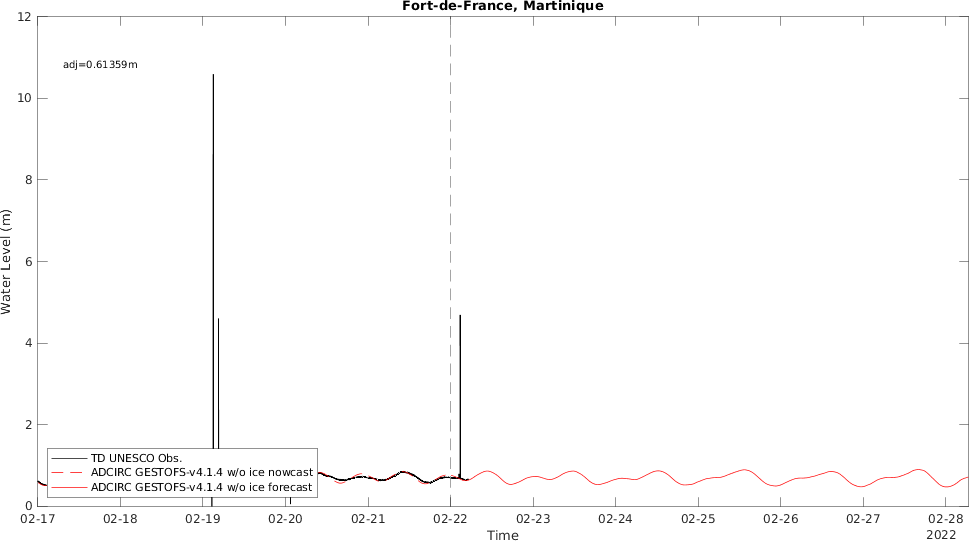 Fort-de-France, Martinique
12
adj=0.61359m
10
8
6
4
2
0
Water Level (m)
TD UNESCO Obs.
ADCIRC GESTOFS-v4.1.4 w/o ice nowcast
ADCIRC GESTOFS-v4.1.4 w/o ice forecast
02-17 02-18 02-19 02-20 02-21 02-22 02-23 02-24 02-25 02-26 02-27 02-28
Time
2022